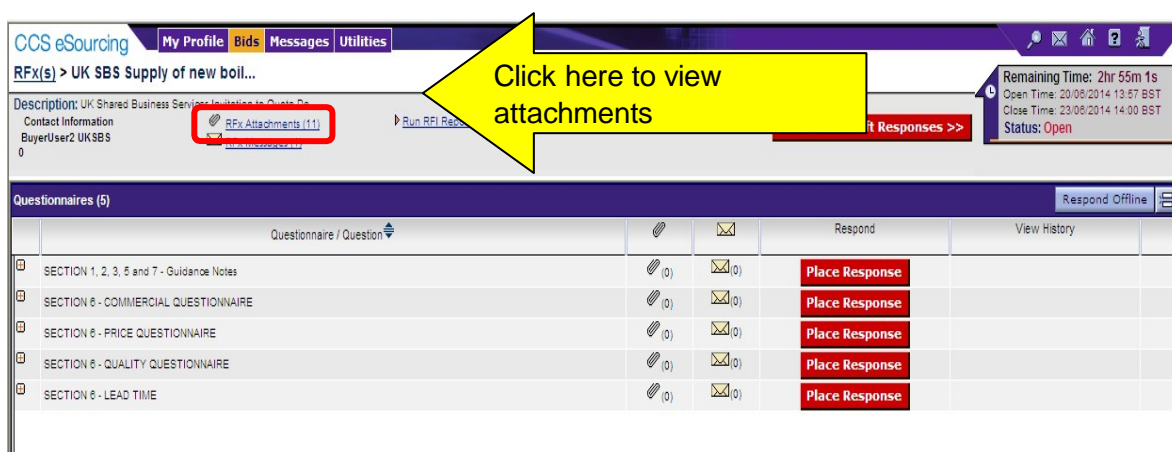 CCS eSourcing My Profile Bids Messages Utilities
RFx(s) > UK SBS Supply of new boil...
Click here to view
attachments
Remaining Time: 2hr 55m 1s
Open Time: 20/06/2014 13:57 BST
Close Time: 23/06/2014 14:00 BST
Status: Open
Description: UK Shared Business Services Invitation to Quote
Contact Information
BuyerUser2 UKSBS
0
RFx Attachments (11)
Run RFI
Responses >>
Questionnaires (5) Respond Offline
Questionnaire / Question Respond View History
SECTION 1, 2, 3, 5 and 7 - Guidance Notes (0) (0) Place Response
SECTION 6 - COMMERCIAL QUESTIONNAIRE (0) (0) Place Response
SECTION 6 - PRICE QUESTIONNAIRE (0) (0) Place Response
SECTION 6 - QUALITY QUESTIONNAIRE (0) (0) Place Response
SECTION 6 - LEAD TIME (0) (0) Place Response